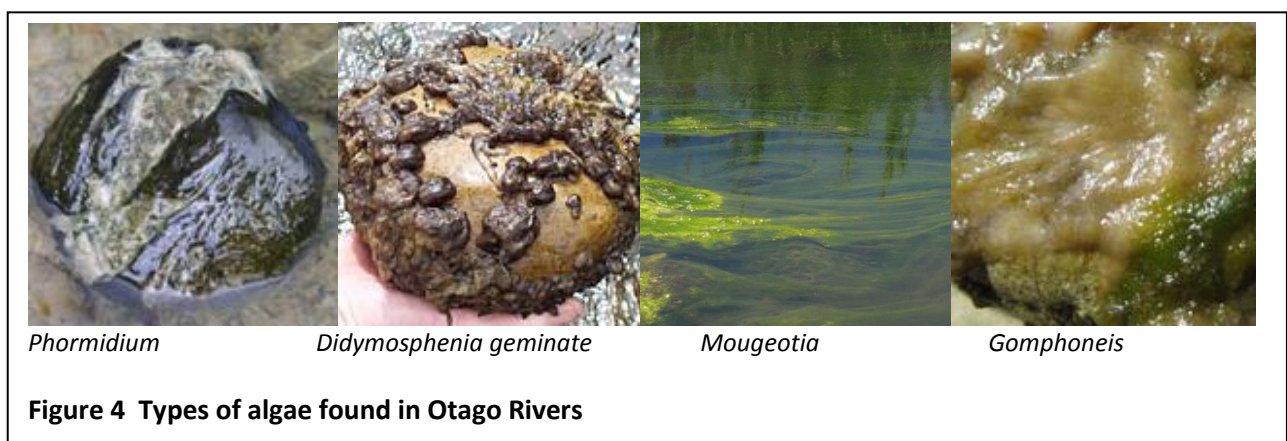 Phormidium Didymosphenia geminate Mougeotia Gomphoneis
Figure 4 Types of algae found in Otago Rivers